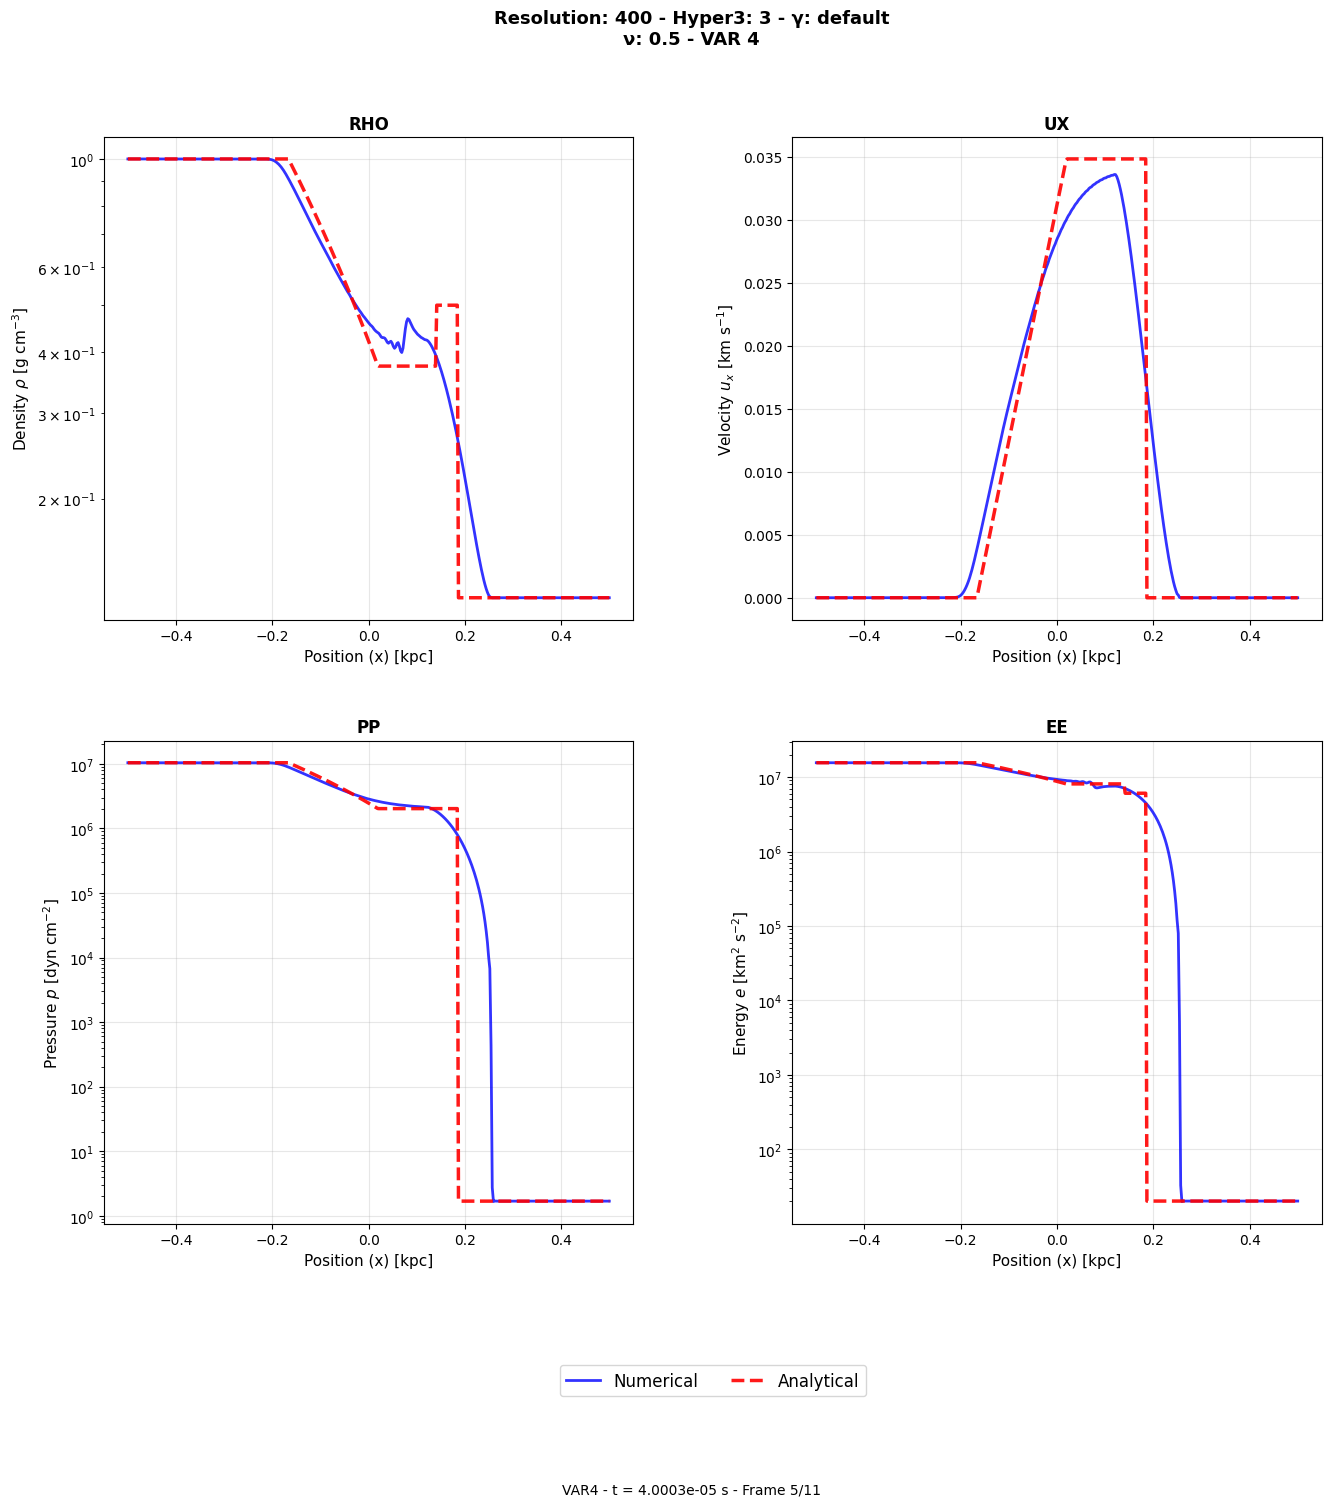 Resolution: 400 - Hyper3: 3 - γ: default
ν: 0.5 - VAR 4
RHO
10⁰
6 × 10⁻¹
4 × 10⁻¹
3 × 10⁻¹
2 × 10⁻¹
Density ρ [g cm⁻³]
−0.4 −0.2 0.0 0.2 0.4
Position (x) [kpc]
UX
0.035
0.030
0.025
0.020
0.015
0.010
0.005
0.000
Velocity uₓ [km s⁻¹]
−0.4 −0.2 0.0 0.2 0.4
Position (x) [kpc]
PP
10⁷
10⁶
10⁵
10⁴
10³
10²
10¹
10⁰
Pressure p [dyn cm⁻²]
−0.4 −0.2 0.0 0.2 0.4
Position (x) [kpc]
EE
10⁷
10⁶
10⁵
10⁴
10³
10²
Energy e [km² s⁻²]
−0.4 −0.2 0.0 0.2 0.4
Position (x) [kpc]
Numerical Analytical
VAR4 - t = 4.0003e-05 s - Frame 5/11